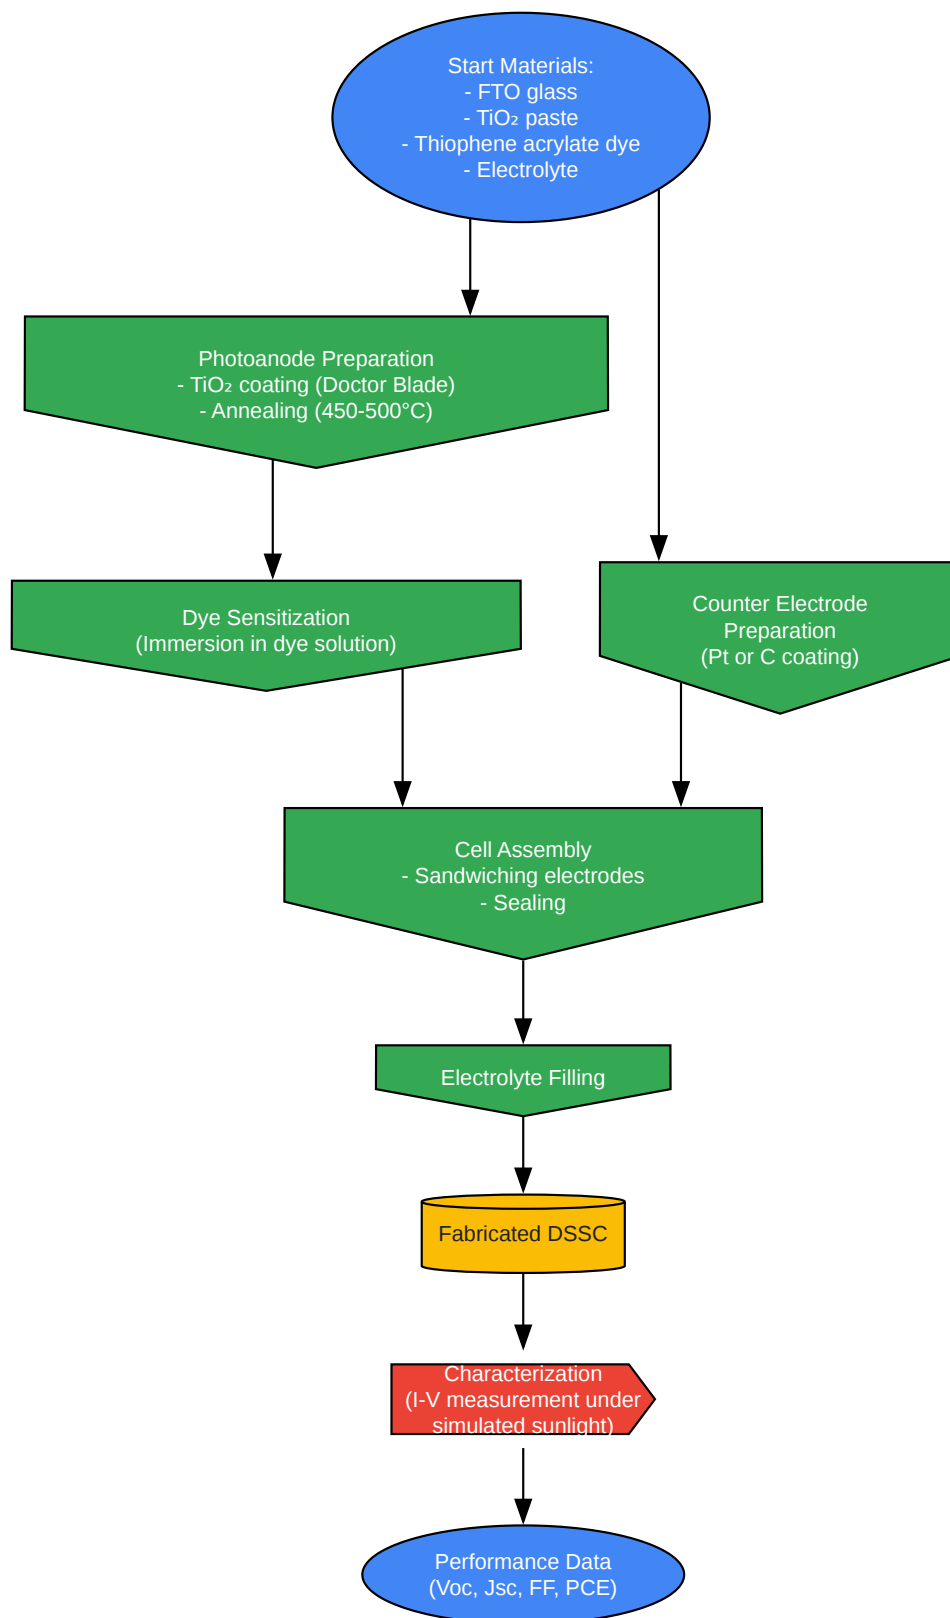 Start Materials:
- FTO glass
- TiO₂ paste
- Thiophene acrylate dye
- Electrolyte
Photoanode Preparation
- TiO₂ coating (Doctor Blade)
- Annealing (450-500°C)
Dye Sensitization
(Immersion in dye solution)
Counter Electrode
Preparation
(Pt or C coating)
Cell Assembly
- Sandwiching electrodes
- Sealing
Electrolyte Filling
Fabricated DSSC
Characterization
(I-V measurement under
simulated sunlight)
Performance Data
(Voc, Jsc, FF, PCE)